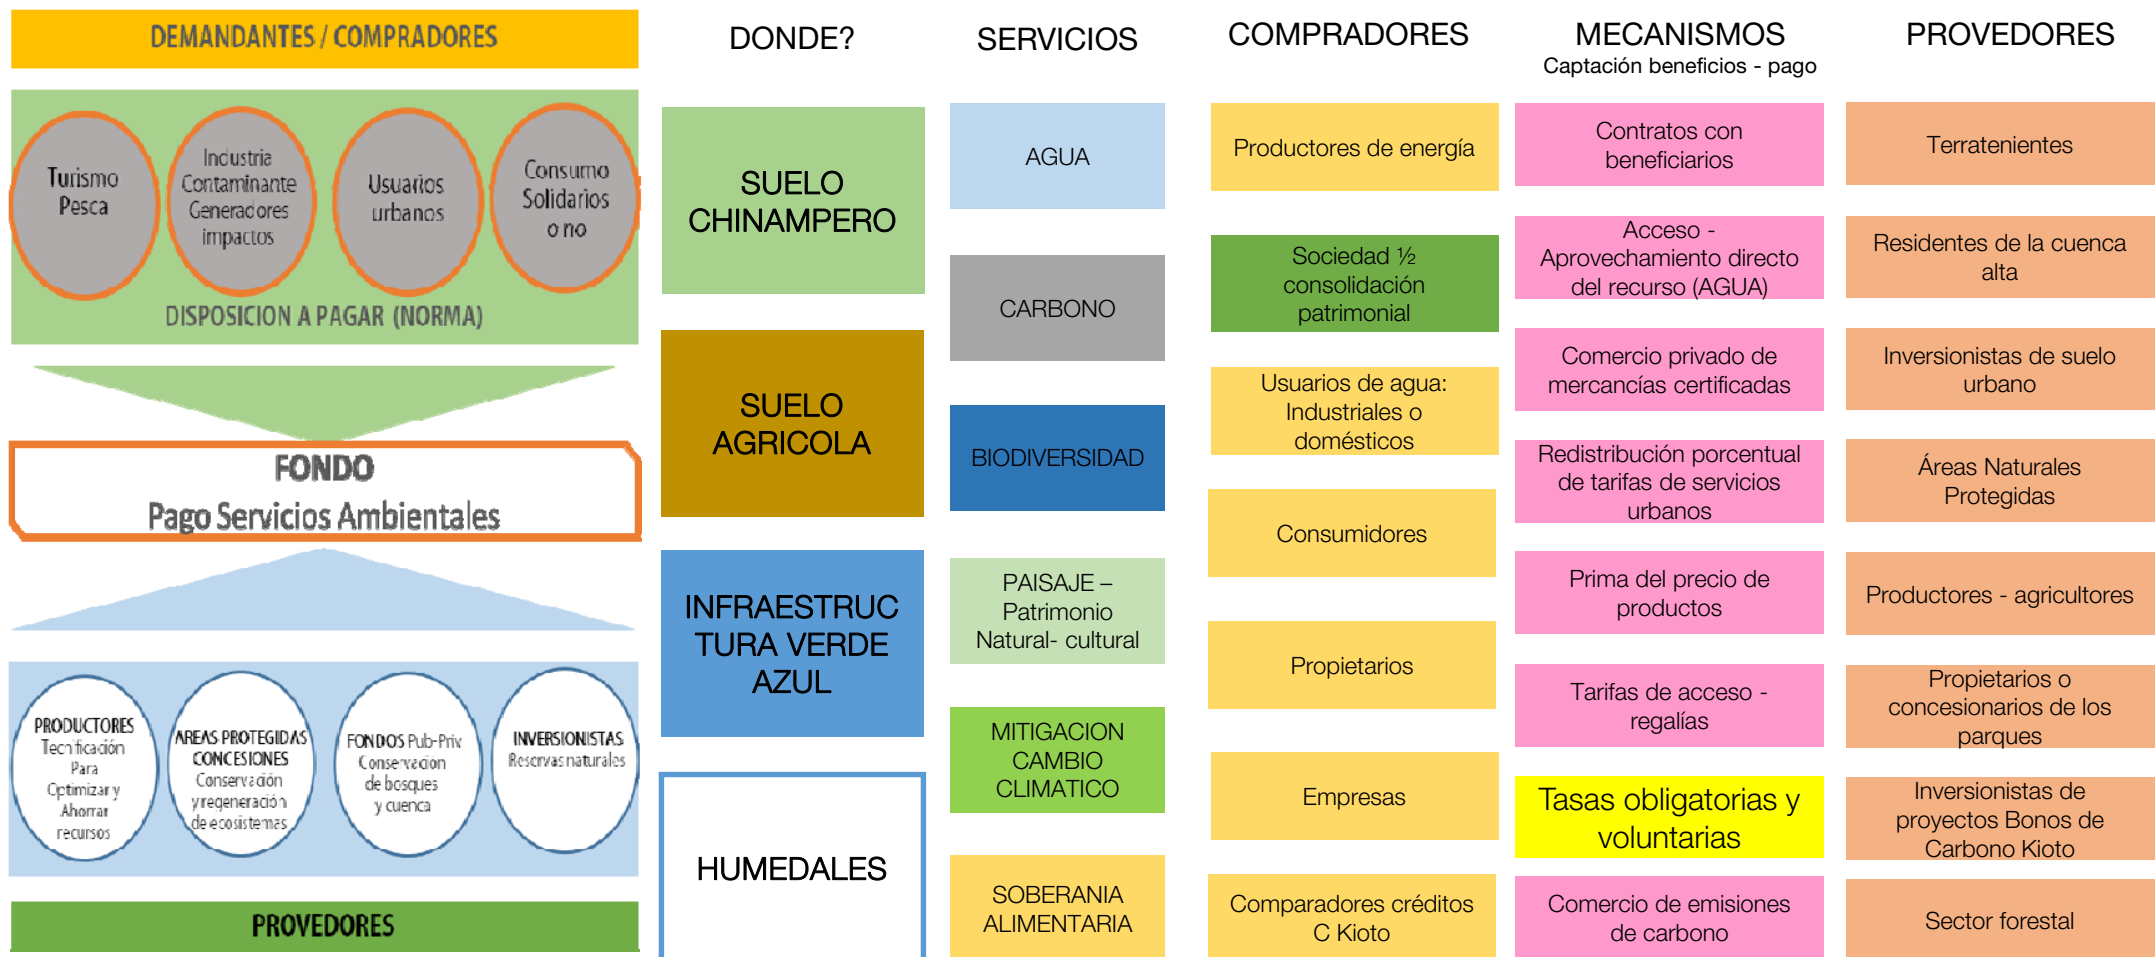 DEMANDANTES / COMPRADORES
Turismo
Pesca
Industria
Contaminante
Generadores
impactos
Usuarios
urbanos
Consumo
Solidarios
o no
DISPOSICION A PAGAR (NORMA)
FONDO
Pago Servicios Ambientales
PRODUCTORES
Tecnificación
Para
Optimizar y
Ahorrar
recursos
AREAS PROTEGIDAS
CONCESIONES
Conservación
y regeneración
de ecosistemas
FONDOS Pub-Priv
Conservación
de bosques
y cuenca
INVERSIONISTAS
Reservas naturales
PROVEDORES
DONDE?
SUELO
CHINAMPERO
SUELO
AGRICOLA
INFRAESTRUC
TURA VERDE
AZUL
HUMEDALES
SERVICIOS
AGUA
CARBONO
BIODIVERSIDAD
PAISAJE –
Patrimonio
Natural- cultural
MITIGACION
CAMBIO
CLIMATICO
SOBERANIA
ALIMENTARIA
COMPRADORES
Productores de energía
Sociedad ½
consolidación
patrimonial
Usuarios de agua:
Industriales o
domésticos
Consumidores
Propietarios
Empresas
Comparadores créditos
C Kioto
MECANISMOS
Captación beneficios - pago
Contratos con
beneficiarios
Acceso -
Aprovechamiento directo
del recurso (AGUA)
Comercio privado de
mercancías certificadas
Redistribución porcentual
de tarifas de servicios
urbanos
Prima del precio de
productos
Tarifas de acceso -
regalías
Tasas obligatorias y
voluntarias
Comercio de emisiones
de carbono
PROVEDORES
Terratenientes
Residentes de la cuenca
alta
Inversionistas de suelo
urbano
Áreas Naturales
Protegidas
Productores - agricultores
Propietarios o
concesionarios de los
parques
Inversionistas de
proyectos Bonos de
Carbono Kioto
Sector forestal